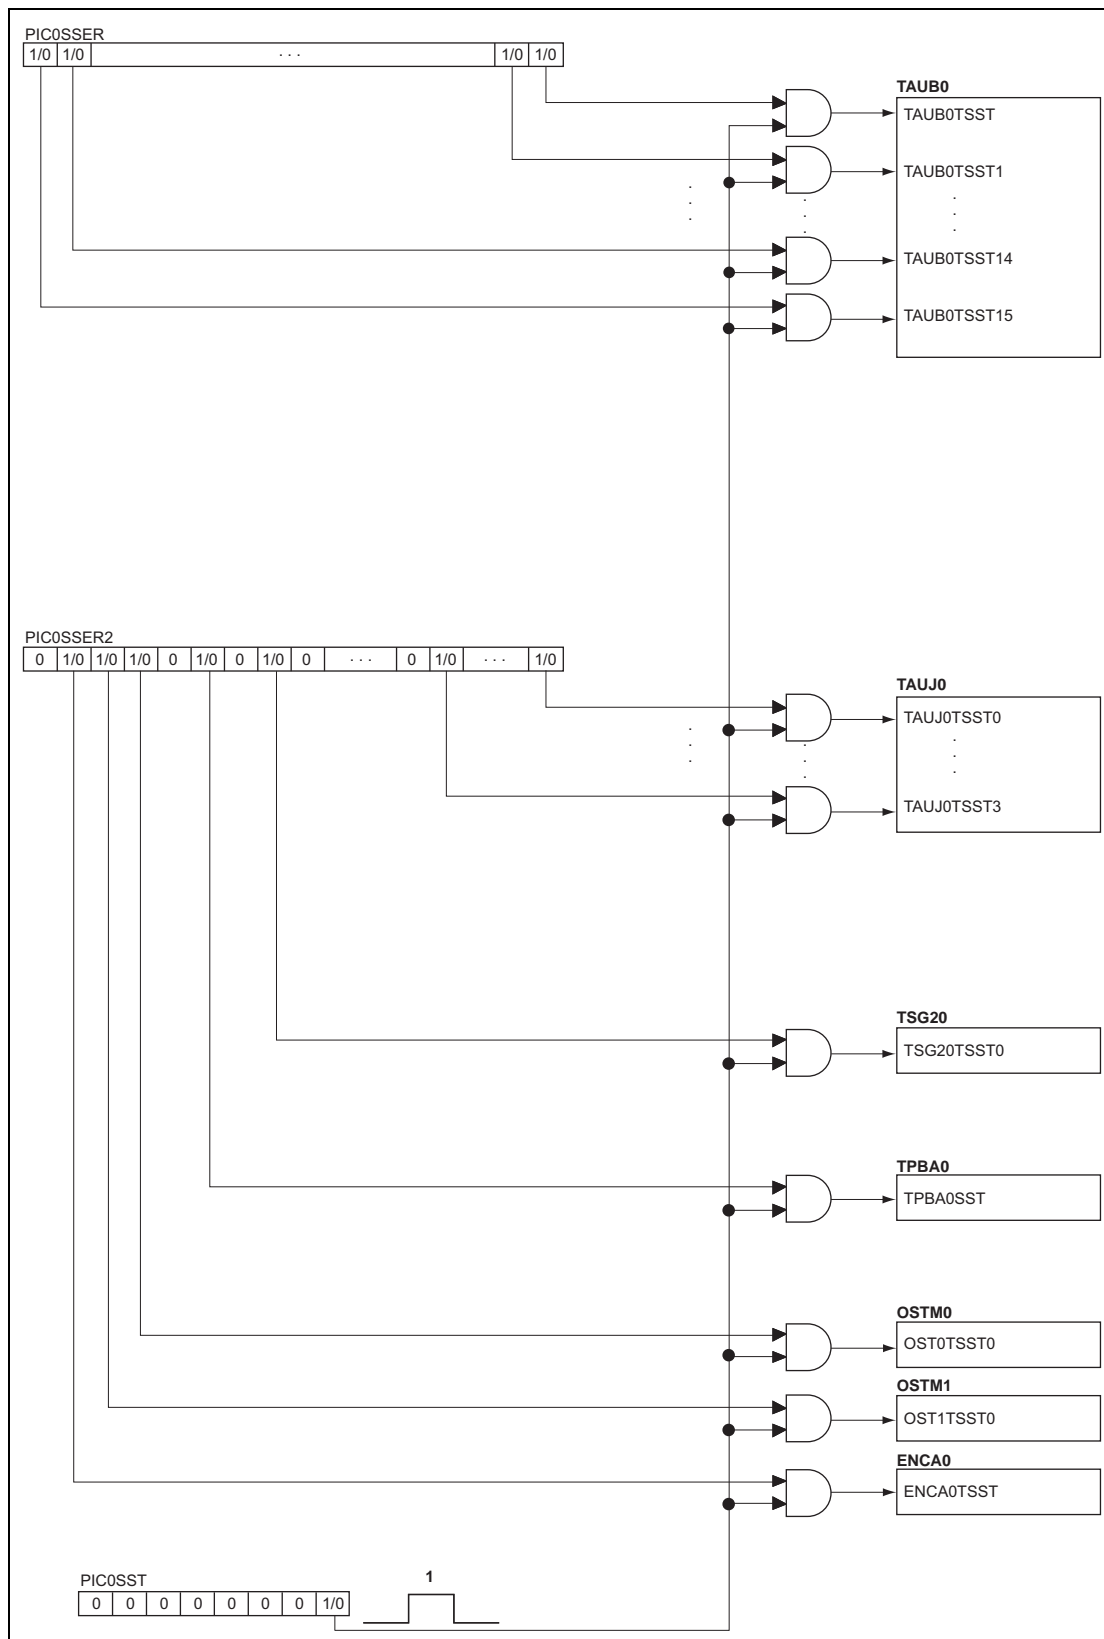 PIC0SSER
1/0 1/0 . . . 1/0 1/0
TAUB0
TAUB0TSST
TAUB0TSST1
TAUB0TSST14
TAUB0TSST15
PIC0SSER2
0 1/0 1/0 1/0 0 1/0 0 1/0 0 . . . 0 1/0 . . . 1/0
TAUJ0
TAUJ0TSST0
TAUJ0TSST3
TSG20
TSG20TSST0
TPBA0
TPBA0SST
OSTM0
OST0TSST0
OSTM1
OST1TSST0
ENCA0
ENCA0TSST
PIC0SST
0 0 0 0 0 0 0 1/0
1